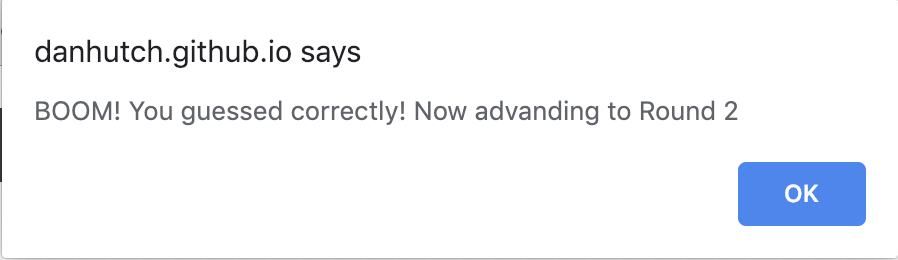 danhutch.github.io says
BOOM! You guessed correctly! Now advanding to Round 2
OK